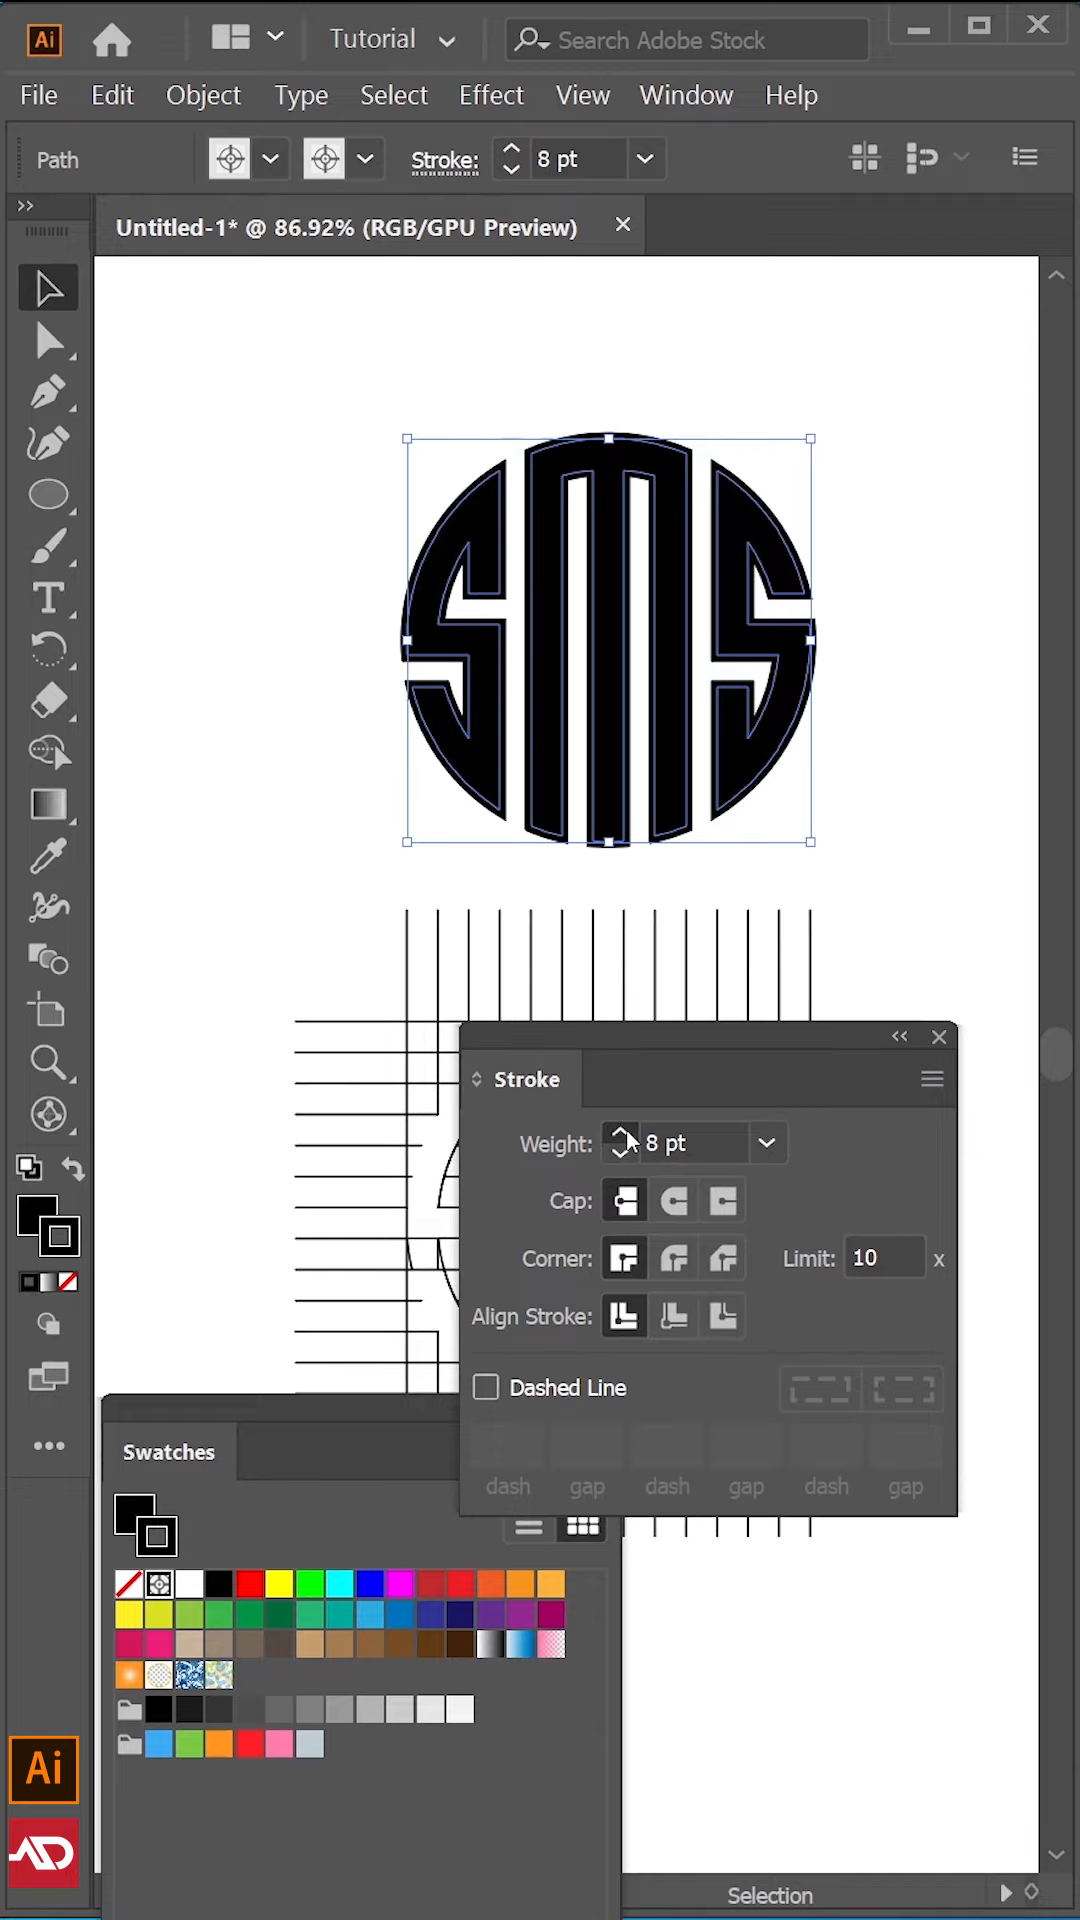 Ai
Tutorial
Search Adobe Stock
File Edit Object Type Select Effect View Window Help
Path
Stroke:
8 pt
Untitled-1* @ 86.92% (RGB/GPU Preview)
SMS
T
Stroke
Weight:
8 pt
Cap:
Corner:
Limit:
10
x
Align Stroke:
Dashed Line
dash gap dash gap dash gap
Swatches
Ai
AD
Selection